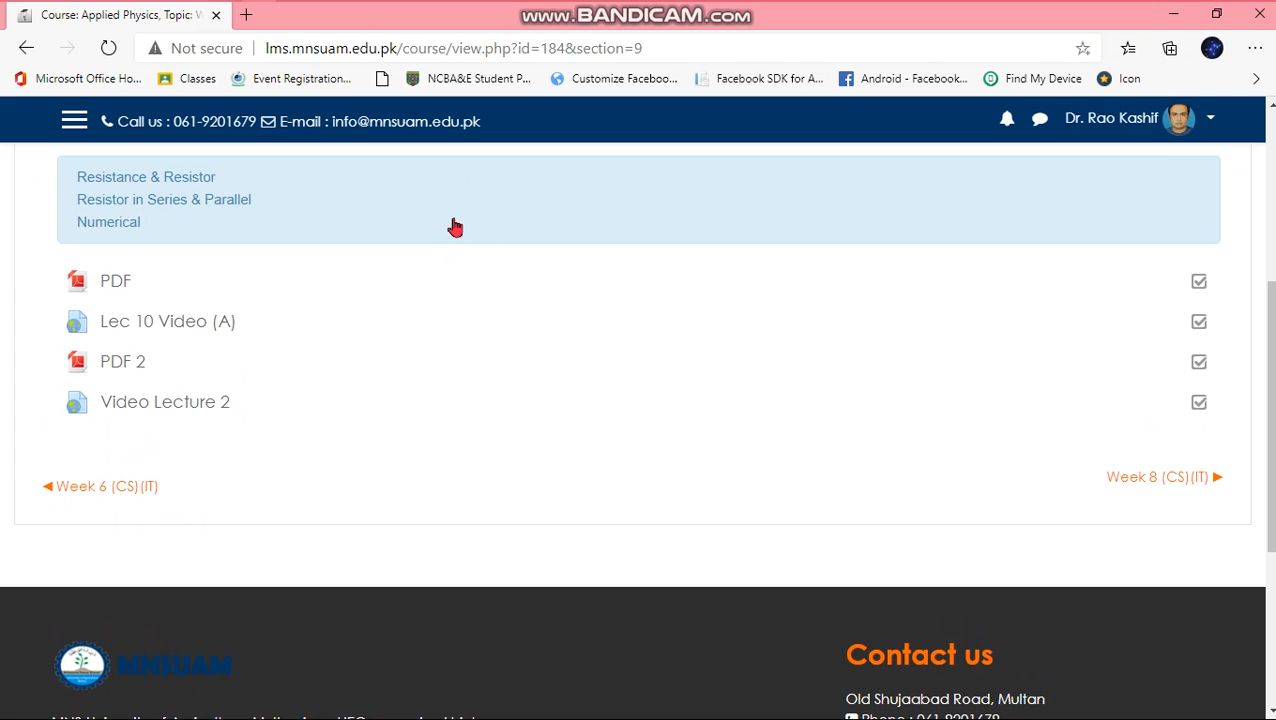 www.BANDICAM.com
Course: Applied Physics, Topic: W
Not secure
lms.mnsuam.edu.pk/course/view.php?id=184&section=9
Microsoft Office Ho...
Classes
Event Registration...
NCBA&E Student P...
Customize Faceboo...
Facebook SDK for A...
Android - Facebook...
Find My Device
Icon
Call us : 061-9201679 E-mail : info@mnsuam.edu.pk
Dr. Rao Kashif
Resistance & Resistor
Resistor in Series & Parallel
Numerical
PDF
Lec 10 Video (A)
PDF 2
Video Lecture 2
◀ Week 6 (CS)(IT)
Week 8 (CS)(IT) ▶
MNSUAM
Contact us
Old Shujaabad Road, Multan
Phone : 061-9201679